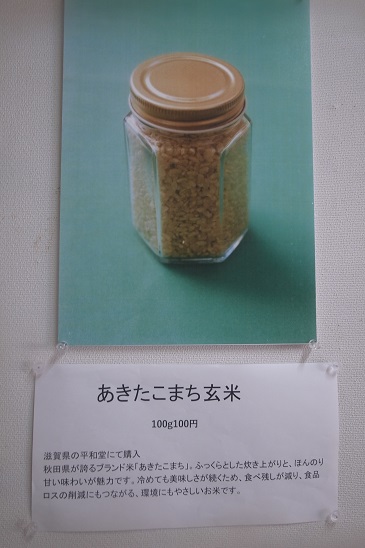 あきたこまち玄米
100g100円
滋賀県の平和堂にて購入
秋田県が誇るブランド米「あきたこまち」。ふっくらとした炊き上がりと、ほんのり
甘い味わいが魅力です。冷めても美味しさが続くため、食べ残しが減り、食品
ロスの削減にもつながる、環境にもやさしいお米です。